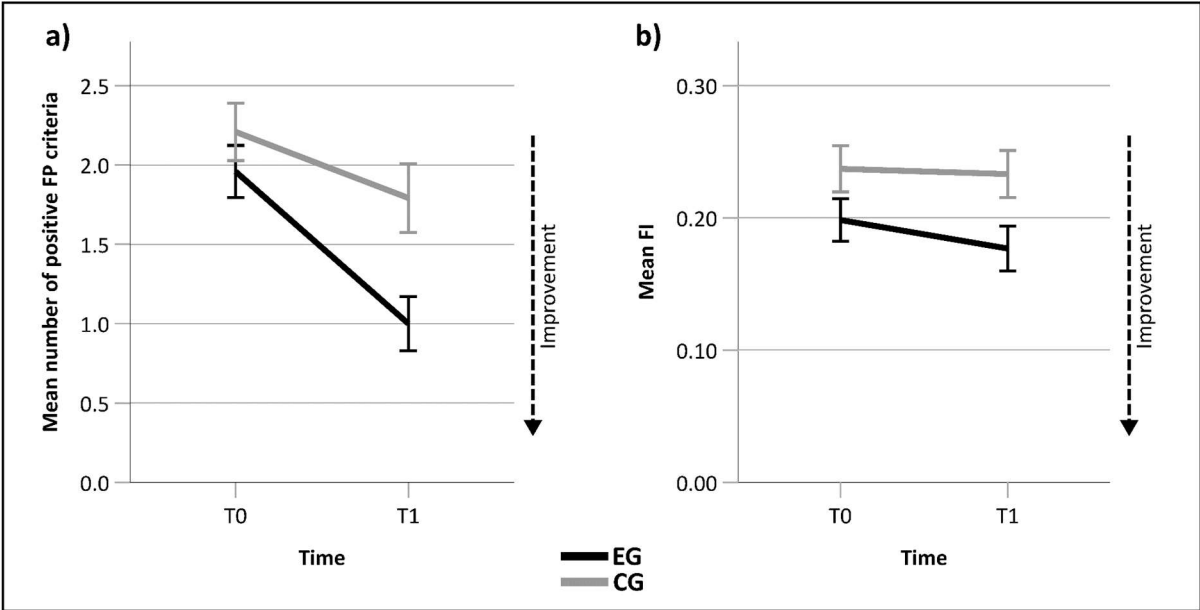 a)
Mean number of positive FP criteria
2.5
2.0
1.5
1.0
0.5
0.0
T0 T1
Time
Improvement
b)
Mean FI
0.30
0.20
0.10
0.00
T0 T1
Time
Improvement
EG
CG